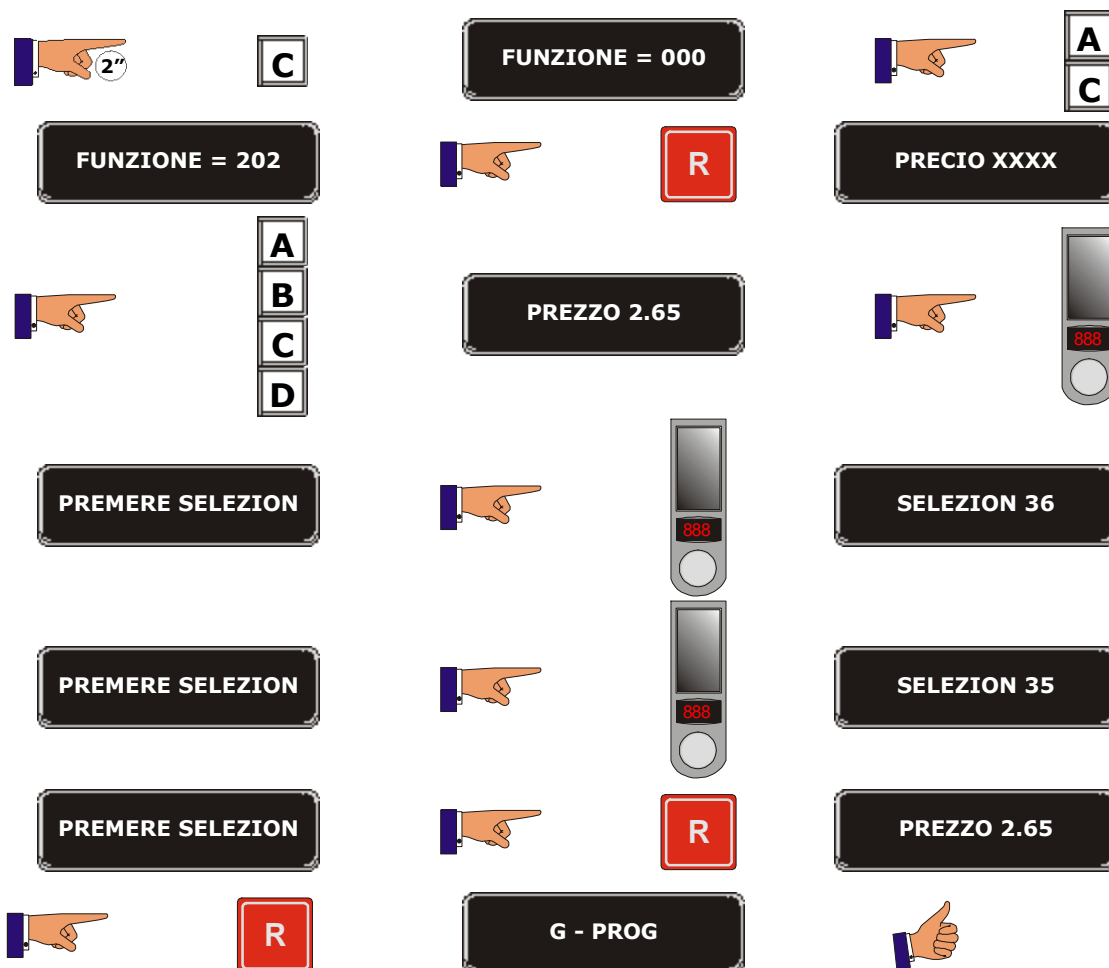 2”
C
FUNZIONE = 000
A
C
FUNZIONE = 202
R
PRECIO XXXX
A
B
C
D
PREZZO 2.65
888
PREMERE SELEZION
888
SELEZION 36
PREMERE SELEZION
888
SELEZION 35
PREMERE SELEZION
R
PREZZO 2.65
R
G - PROG